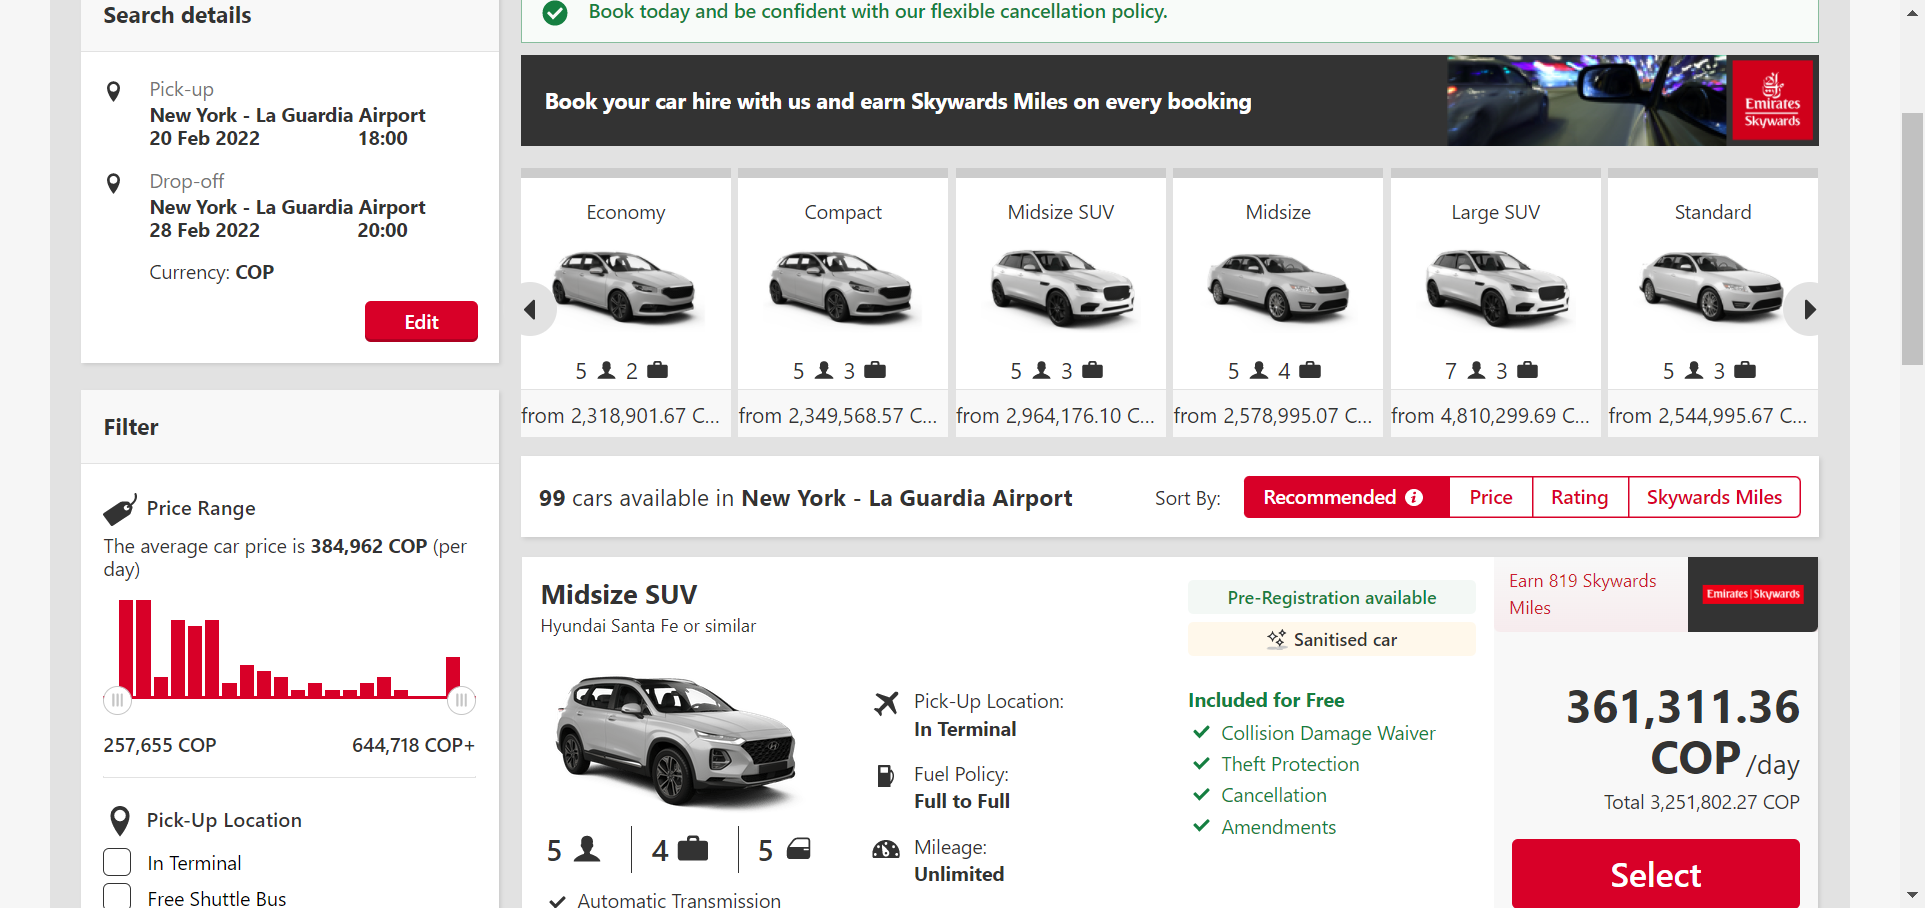 Search details
Pick-up
New York - La Guardia Airport
20 Feb 2022 18:00
Drop-off
New York - La Guardia Airport
28 Feb 2022 20:00
Currency: COP
Edit
Filter
Price Range
The average car price is 384,962 COP (per
day)
257,655 COP 644,718 COP+
Pick-Up Location
In Terminal
Free Shuttle Bus
Book today and be confident with our flexible cancellation policy.
Book your car hire with us and earn Skywards Miles on every booking
Emirates
Skywards
Economy
5 2
from 2,318,901.67 C...
Compact
5 3
from 2,349,568.57 C...
Midsize SUV
5 3
from 2,964,176.10 C...
Midsize
5 4
from 2,578,995.07 C...
Large SUV
7 3
from 4,810,299.69 C...
Standard
5 3
from 2,544,995.67 C...
99 cars available in New York - La Guardia Airport
Sort By:
Recommended i
Price
Rating
Skywards Miles
Midsize SUV
Hyundai Santa Fe or similar
5 4 5
Automatic Transmission
Pick-Up Location:
In Terminal
Fuel Policy:
Full to Full
Mileage:
Unlimited
Pre-Registration available
Sanitised car
Included for Free
Collision Damage Waiver
Theft Protection
Cancellation
Amendments
Earn 819 Skywards
Miles
Emirates | Skywards
361,311.36
COP /day
Total 3,251,802.27 COP
Select